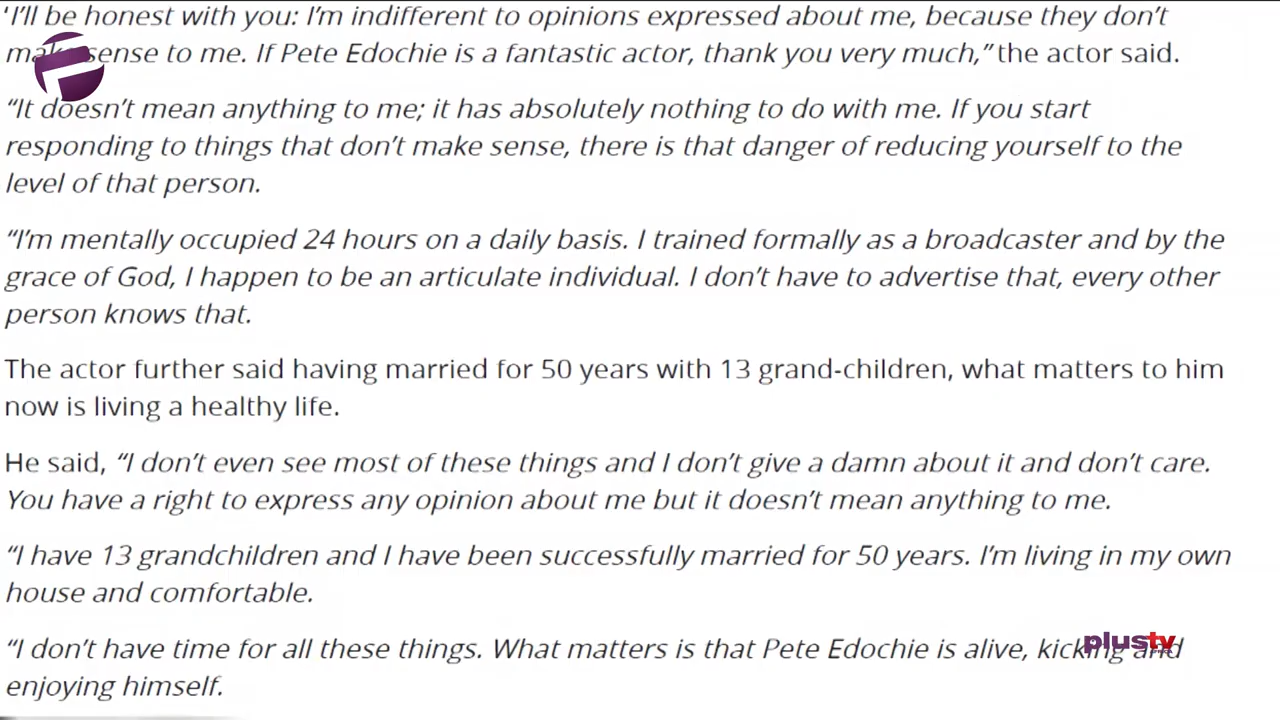 ‘I’ll be honest with you: I’m indifferent to opinions expressed about me, because they don’t
make sense to me. If Pete Edochie is a fantastic actor, thank you very much,” the actor said.
“It doesn’t mean anything to me; it has absolutely nothing to do with me. If you start
responding to things that don’t make sense, there is that danger of reducing yourself to the
level of that person.
“I’m mentally occupied 24 hours on a daily basis. I trained formally as a broadcaster and by the
grace of God, I happen to be an articulate individual. I don’t have to advertise that, every other
person knows that.
The actor further said having married for 50 years with 13 grand-children, what matters to him
now is living a healthy life.
He said, “I don’t even see most of these things and I don’t give a damn about it and don’t care.
You have a right to express any opinion about me but it doesn’t mean anything to me.
“I have 13 grandchildren and I have been successfully married for 50 years. I’m living in my own
house and comfortable.
“I don’t have time for all these things. What matters is that Pete Edochie is alive, kicking and
enjoying himself.
plustv